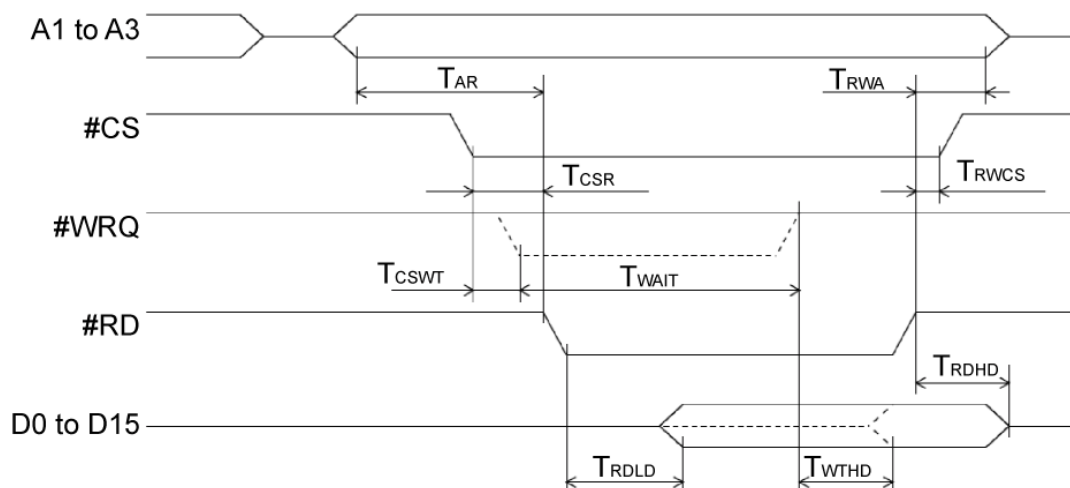 A1 to A3
TAR
TRWA
#CS
TCSR
TRWCS
#WRQ
TCSWT
TWAIT
#RD
TRDHD
D0 to D15
TRDLD
TWTHD